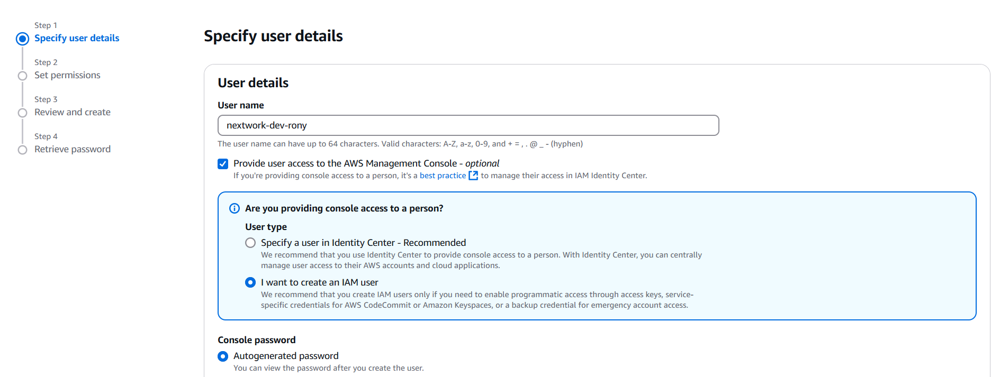 Step 1
Specify user details
Step 2
Set permissions
Step 3
Review and create
Step 4
Retrieve password
Specify user details
User details
User name
nextwork-dev-rony
The user name can have up to 64 characters. Valid characters: A-Z, a-z, 0-9, and + = , . @ _ - (hyphen)
Provide user access to the AWS Management Console - optional
If you're providing console access to a person, it's a best practice to manage their access in IAM Identity Center.
Are you providing console access to a person?
User type
Specify a user in Identity Center - Recommended
We recommend that you use Identity Center to provide console access to a person. With Identity Center, you can centrally
manage user access to their AWS accounts and cloud applications.
I want to create an IAM user
We recommend that you create IAM users only if you need to enable programmatic access through access keys, service-
specific credentials for AWS CodeCommit or Amazon Keyspaces, or a backup credential for emergency account access.
Console password
Autogenerated password
You can view the password after you create the user.